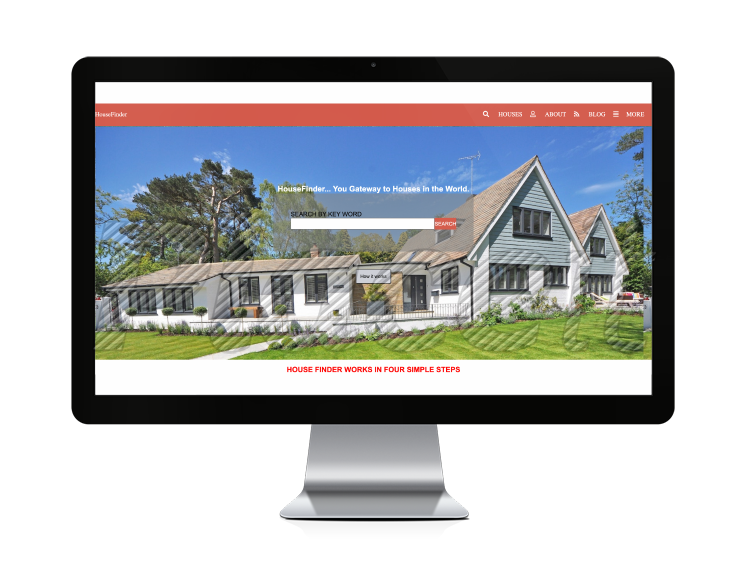 HouseFinder
HOUSES ABOUT BLOG MORE
HouseFinder... You Gateway to Houses in the World.
SEARCH BY KEY WORD
SEARCH
How it works
HOUSE FINDER WORKS IN FOUR SIMPLE STEPS